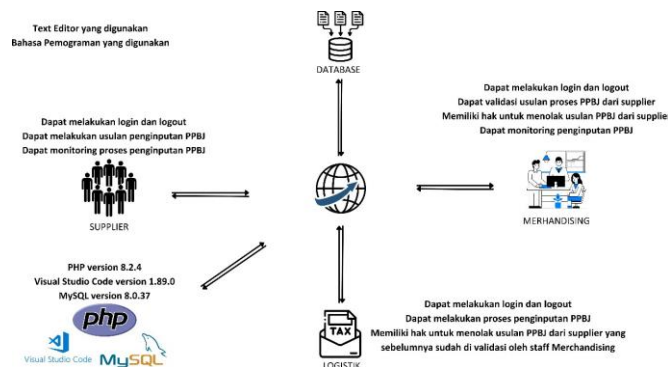 Text Editor yang digunakan
Bahasa Pemograman yang digunakan
DATABASE
Dapat melakukan login dan logout
Dapat validasi usulan proses PPBJ dari supplier
Memiliki hak untuk menolak usulan PPBJ dari supplier
Dapat monitoring penginputan PPBJ
MERHANDISING
Dapat melakukan login dan logout
Dapat melakukan usulan penginputan PPBJ
Dapat monitoring proses penginputan PPBJ
SUPPLIER
PHP version 8.2.4
Visual Studio Code version 1.89.0
MySQL version 8.0.37
php
Visual Studio Code
MySQL
TAX
LOGISTIK
Dapat melakukan login dan logout
Dapat melakukan proses penginputan PPBJ
Memiliki hak untuk menolak usulan PPBJ dari supplier yang
sebelumnya sudah di validasi oleh staff Merchandising